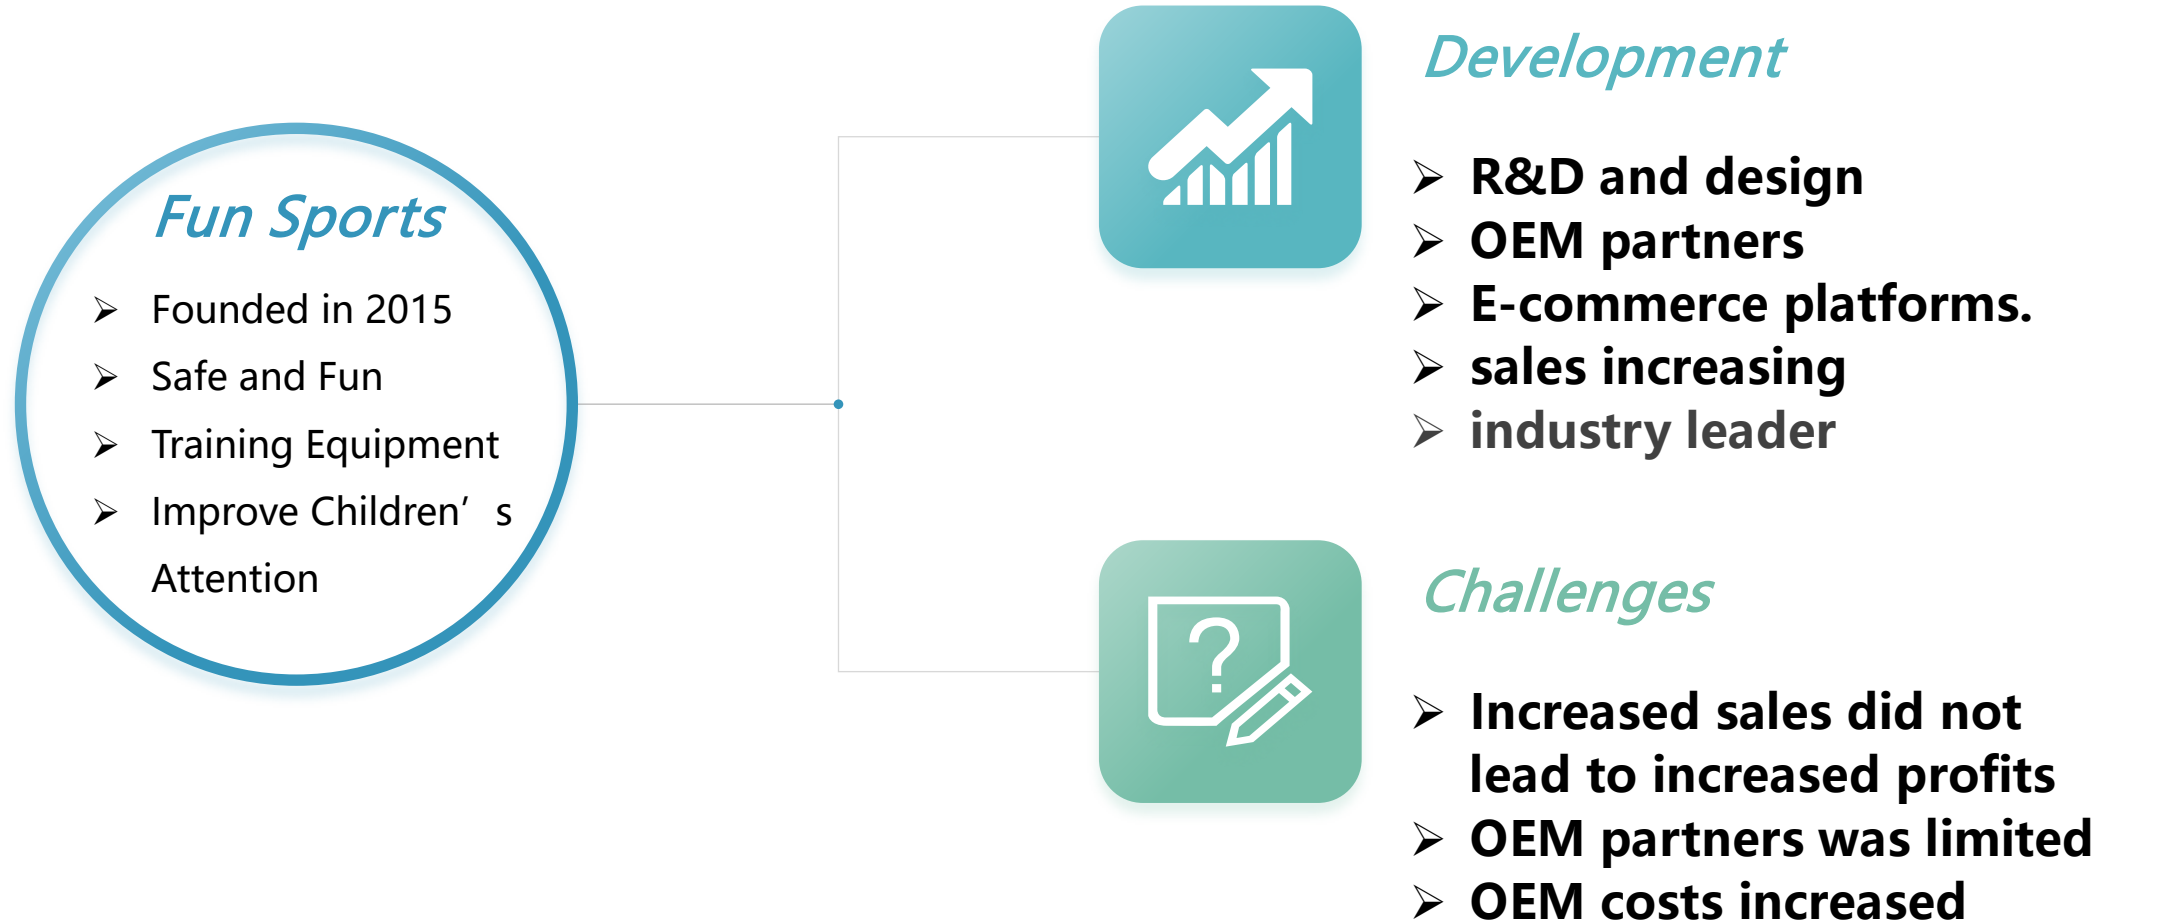 Fun Sports
➢ Founded in 2015
➢ Safe and Fun
➢ Training Equipment
➢ Improve Children’s
Attention
Development
➢ R&D and design
➢ OEM partners
➢ E-commerce platforms.
➢ sales increasing
➢ industry leader
?
Challenges
➢ Increased sales did not
lead to increased profits
➢ OEM partners was limited
➢ OEM costs increased